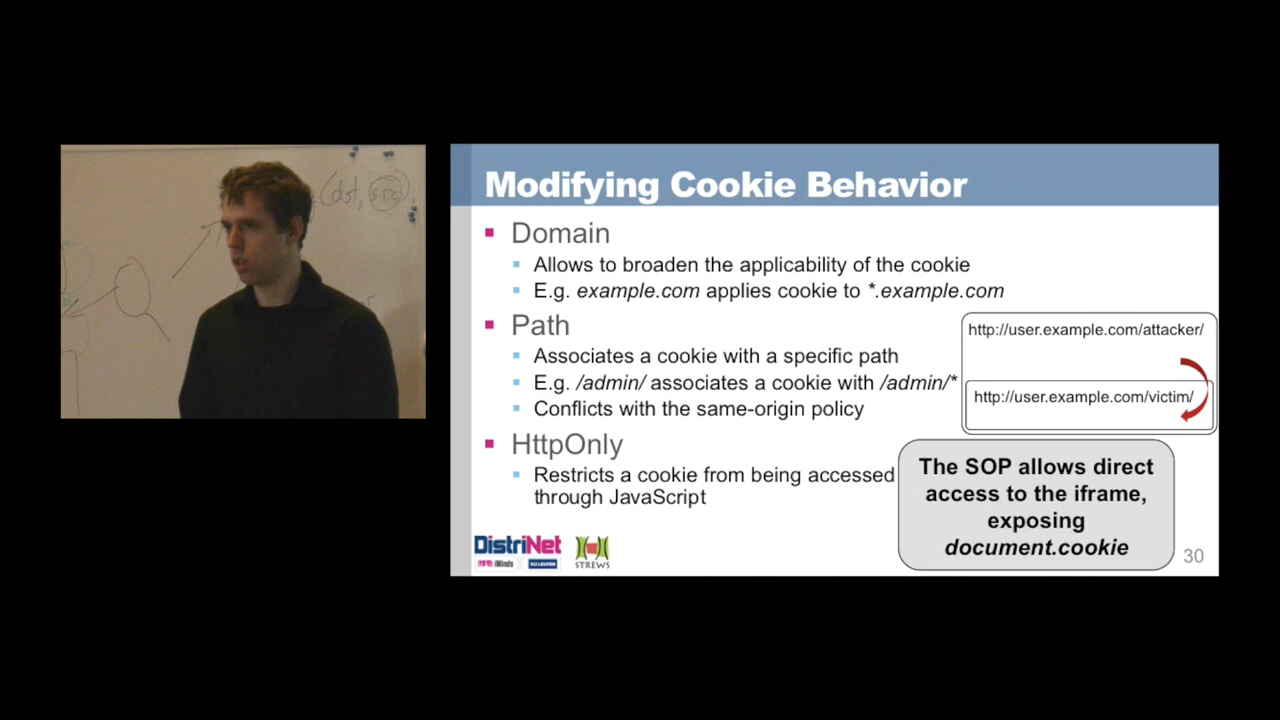 (dst, src)
Modifying Cookie Behavior
Domain
Allows to broaden the applicability of the cookie
E.g. example.com applies cookie to *.example.com
Path
Associates a cookie with a specific path
E.g. /admin/ associates a cookie with /admin/*
Conflicts with the same-origin policy
HttpOnly
Restricts a cookie from being accessed
through JavaScript
http://user.example.com/attacker/
http://user.example.com/victim/
The SOP allows direct
access to the iframe,
exposing
document.cookie
DistriNet
iMinds KU LEUVEN
STREWS
30